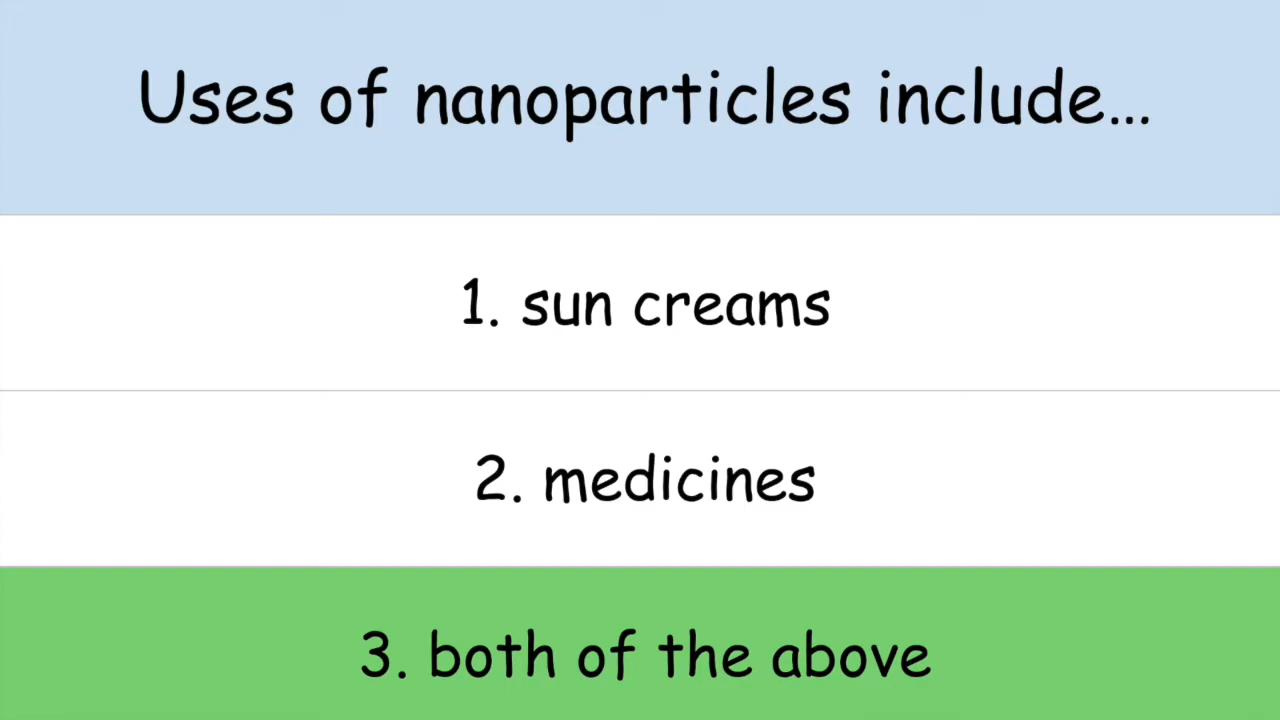 Uses of nanoparticles include...
1. sun creams
2. medicines
3. both of the above